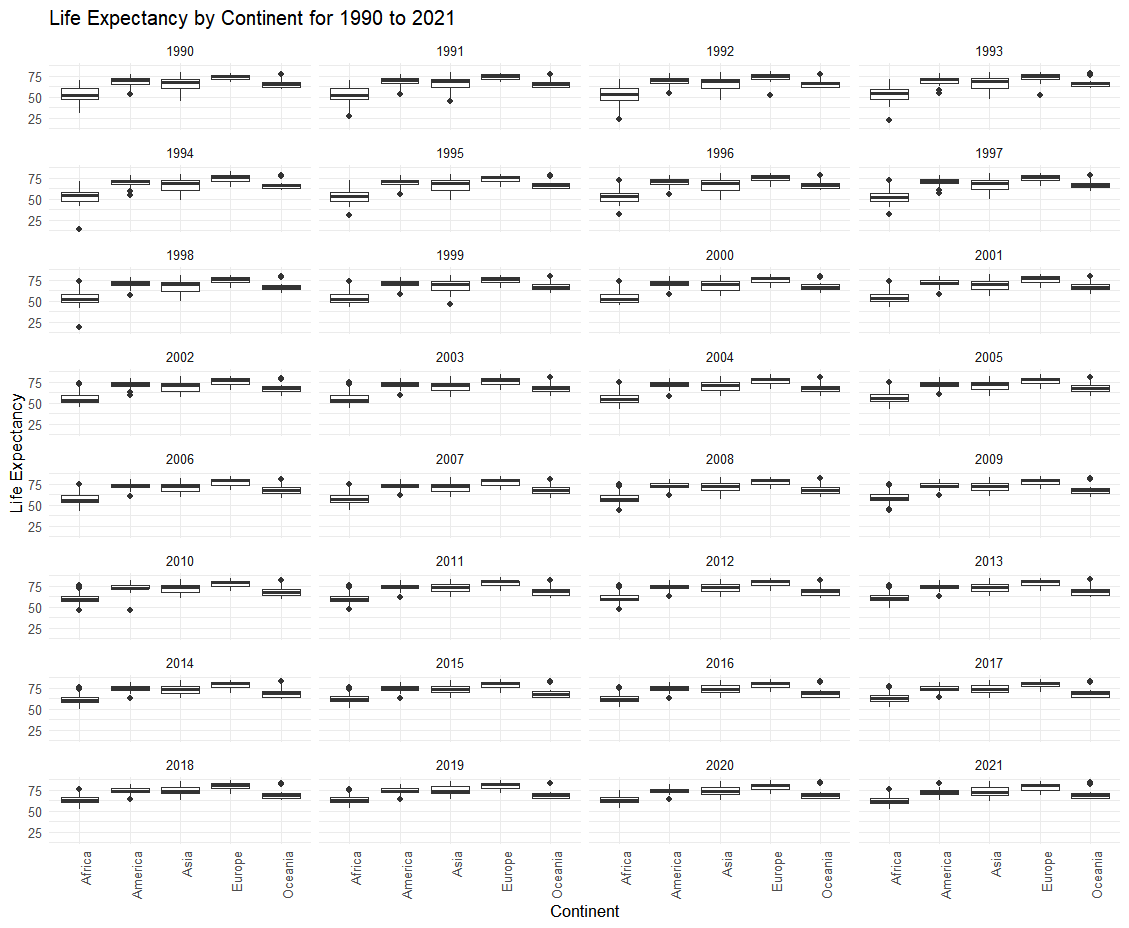 Life Expectancy by Continent for 1990 to 2021
1990 1991 1992 1993
75
50
25
1994 1995 1996 1997
75
50
25
1998 1999 2000 2001
75
50
25
2002 2003 2004 2005
75
50
25
Life Expectancy
2006 2007 2008 2009
75
50
25
2010 2011 2012 2013
75
50
25
2014 2015 2016 2017
75
50
25
2018 2019 2020 2021
75
50
25
Africa America Asia Europe Oceania Africa America Asia Europe Oceania Africa America Asia Europe Oceania Africa America Asia Europe Oceania
Continent